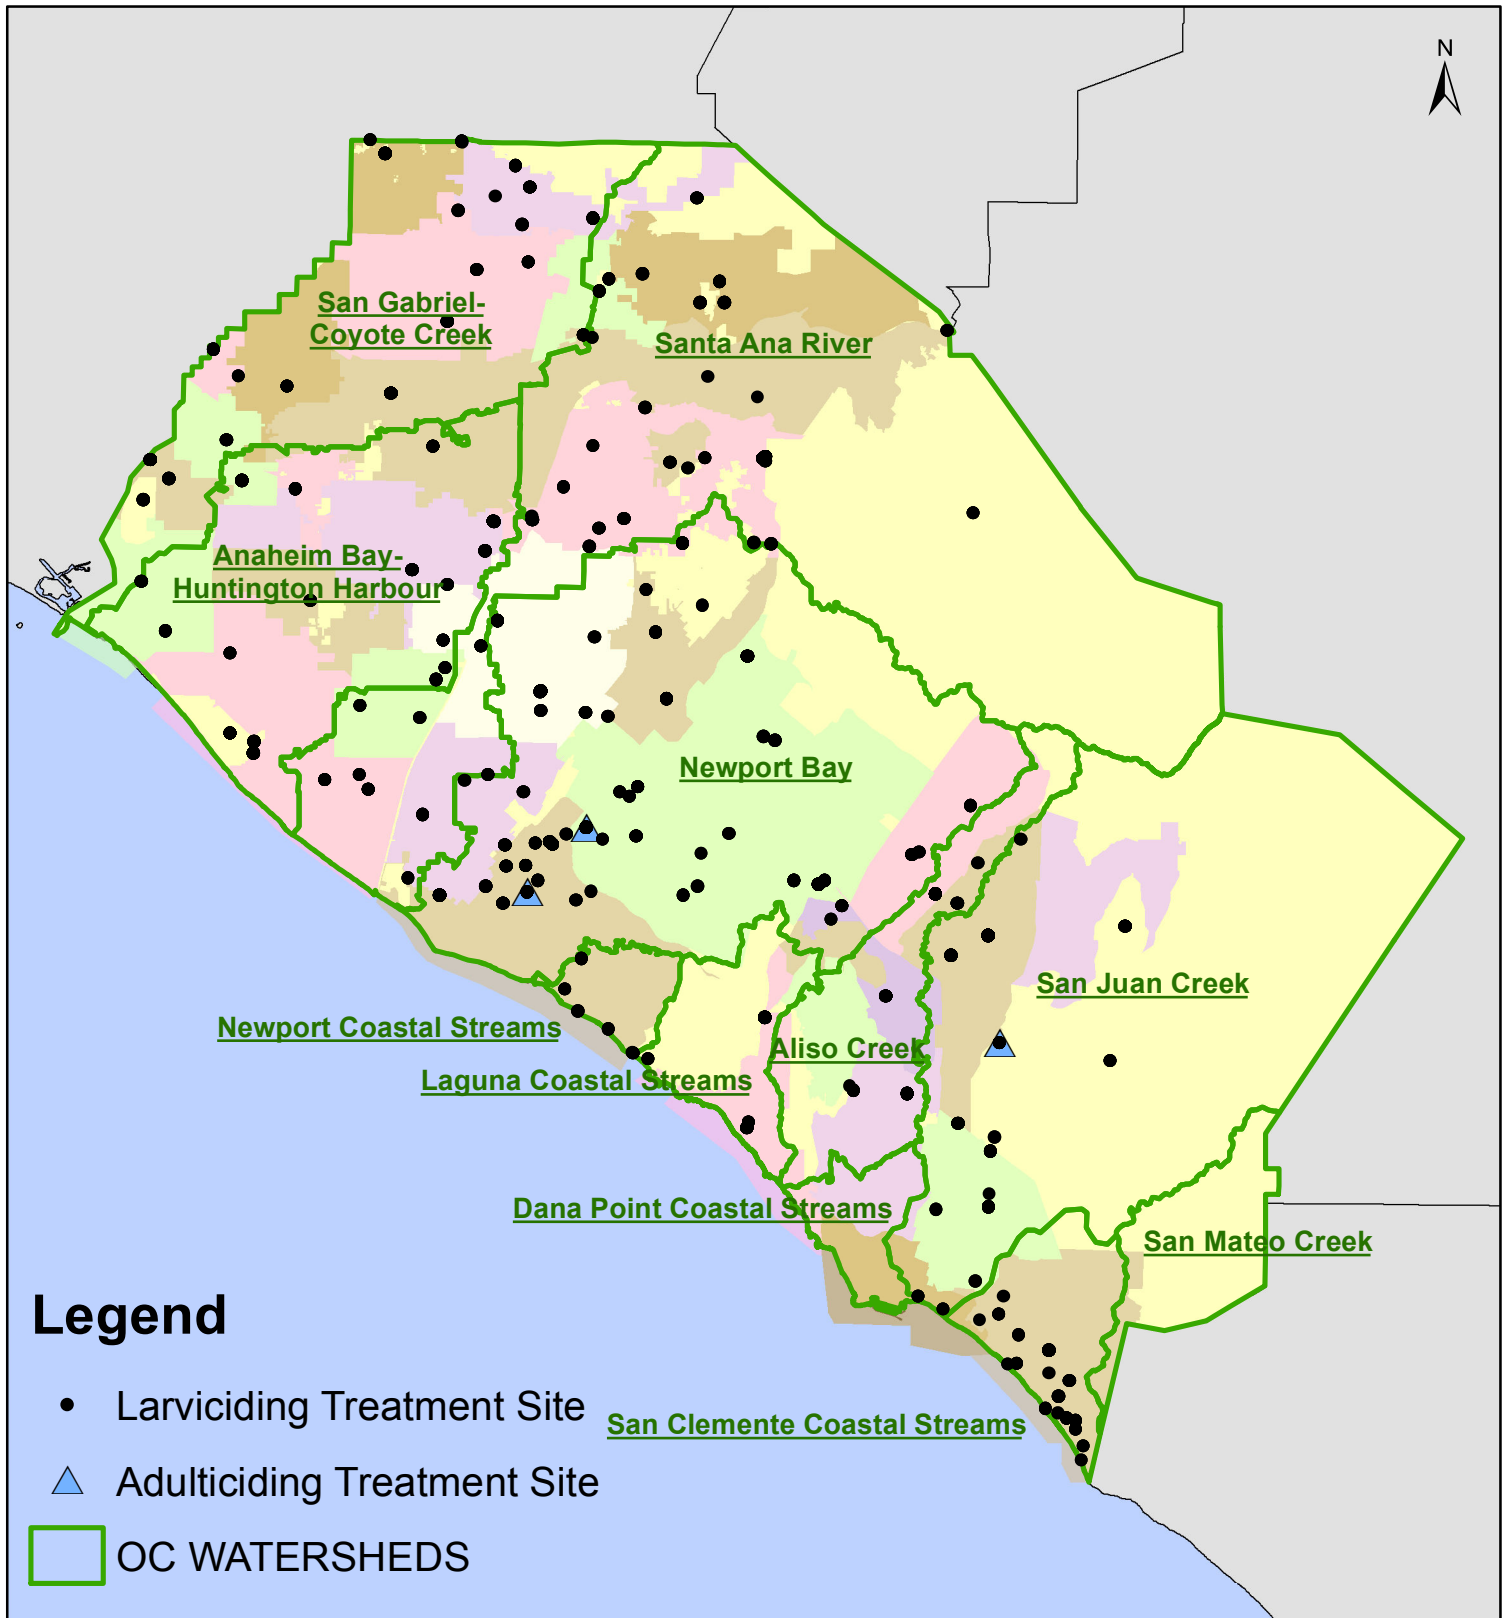 N
San Gabriel-
Coyote Creek
Santa Ana River
Anaheim Bay-
Huntington Harbour
Newport Bay
San Juan Creek
Newport Coastal Streams
Aliso Creek
Laguna Coastal Streams
Dana Point Coastal Streams
San Mateo Creek
Legend
Larviciding Treatment Site
San Clemente Coastal Streams
Adulticiding Treatment Site
OC WATERSHEDS